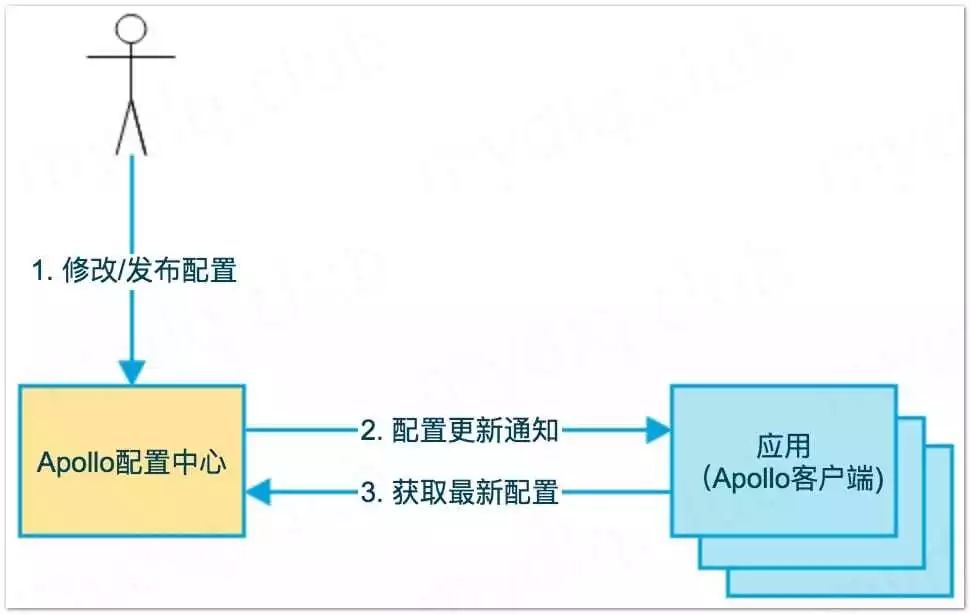 1. 修改/发布配置
Apollo配置中心
2. 配置更新通知
3. 获取最新配置
应用
（Apollo客户端)